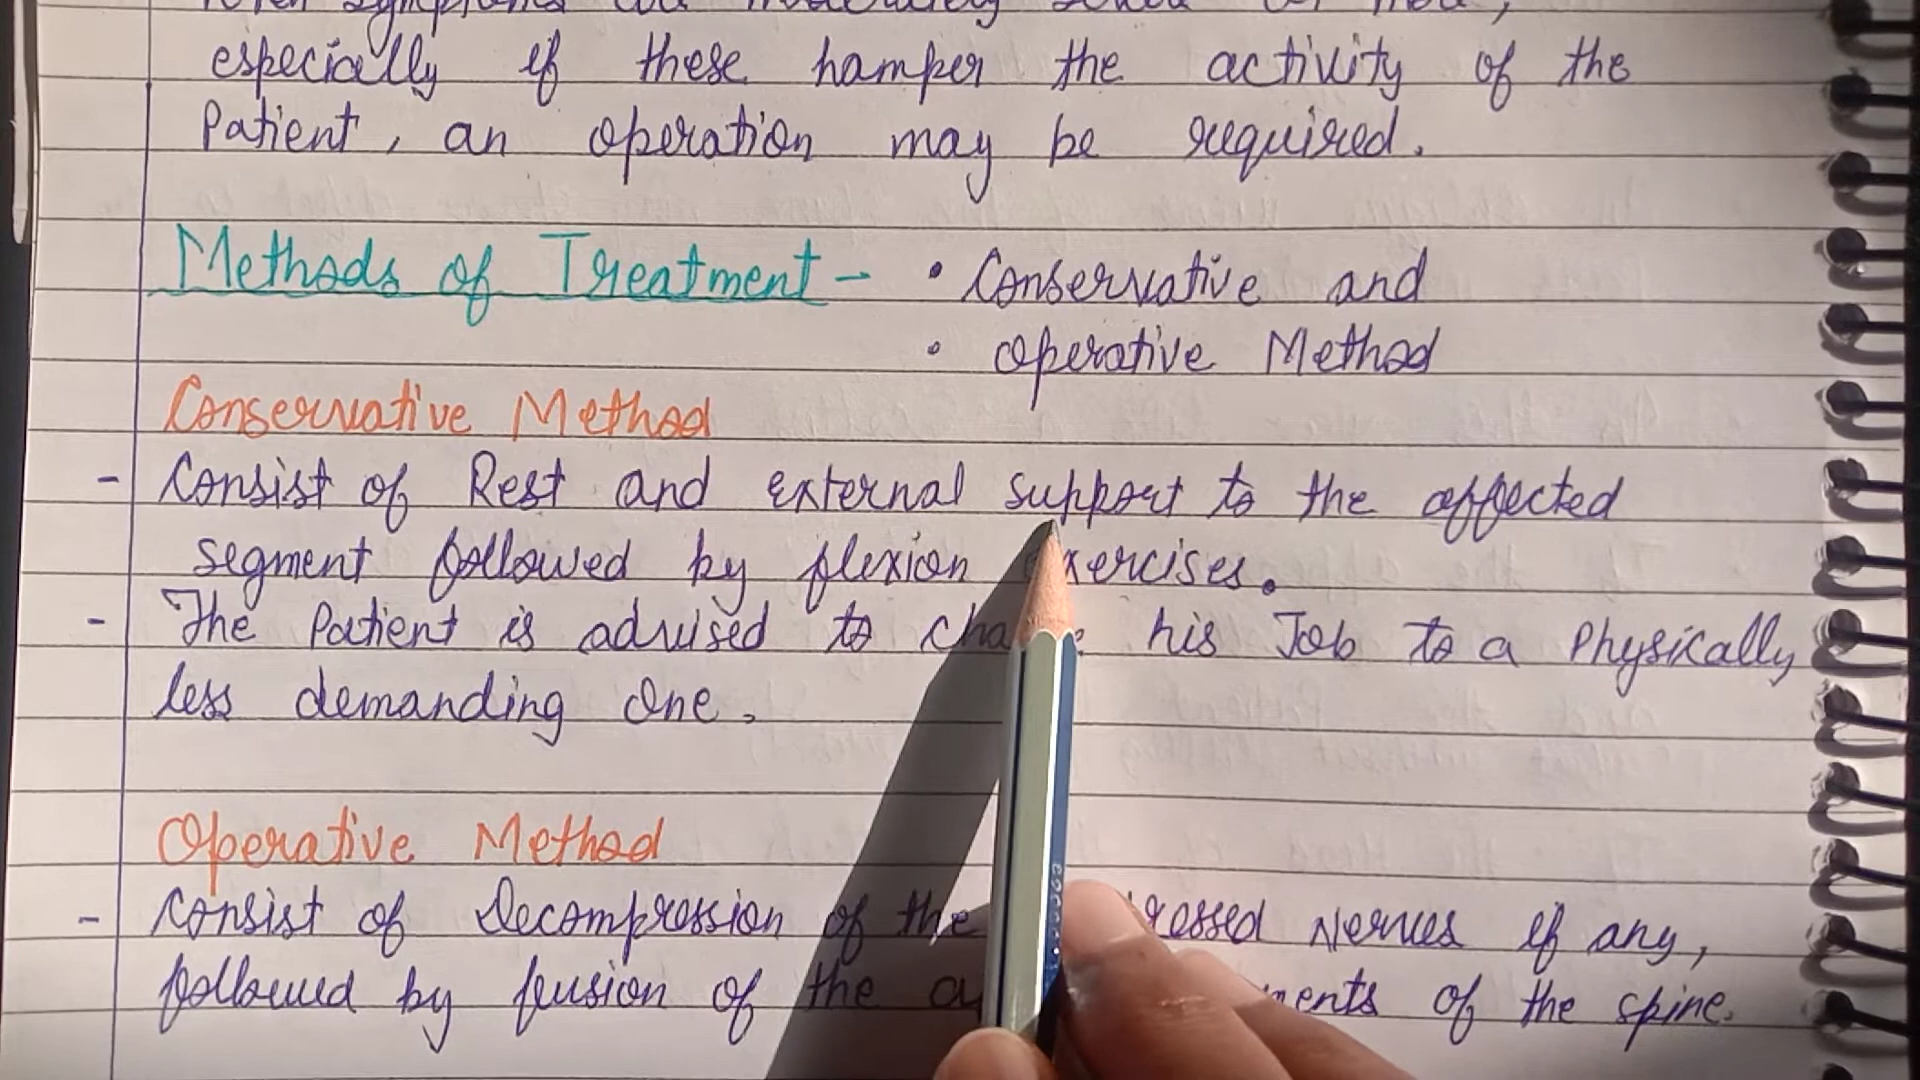 especially if these hamper the activity of the
Patient, an operation may be required.
Methods of Treatment - • Conservative and
• Operative Method
Conservative Method
- Consist of Rest and external support to the affected
segment followed by flexion exercises.
- The Patient is advised to his Job to a Physically
less demanding one.
Operative Method
- Consist of Decompression of the Nerves if any,
followed by fusion of the of the spine.